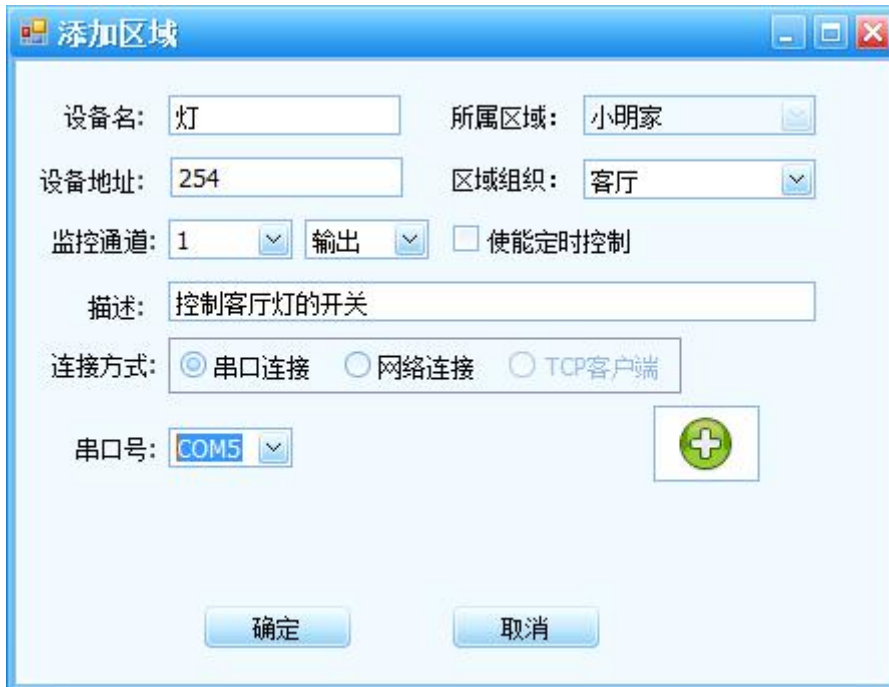 添加区域
设备名: 灯 所属区域: 小明家
设备地址: 254 区域组织: 客厅
监控通道: 1 输出 使能定时控制
描述: 控制客厅灯的开关
连接方式: 串口连接 网络连接 TCP客户端
串口号: COM5
确定 取消